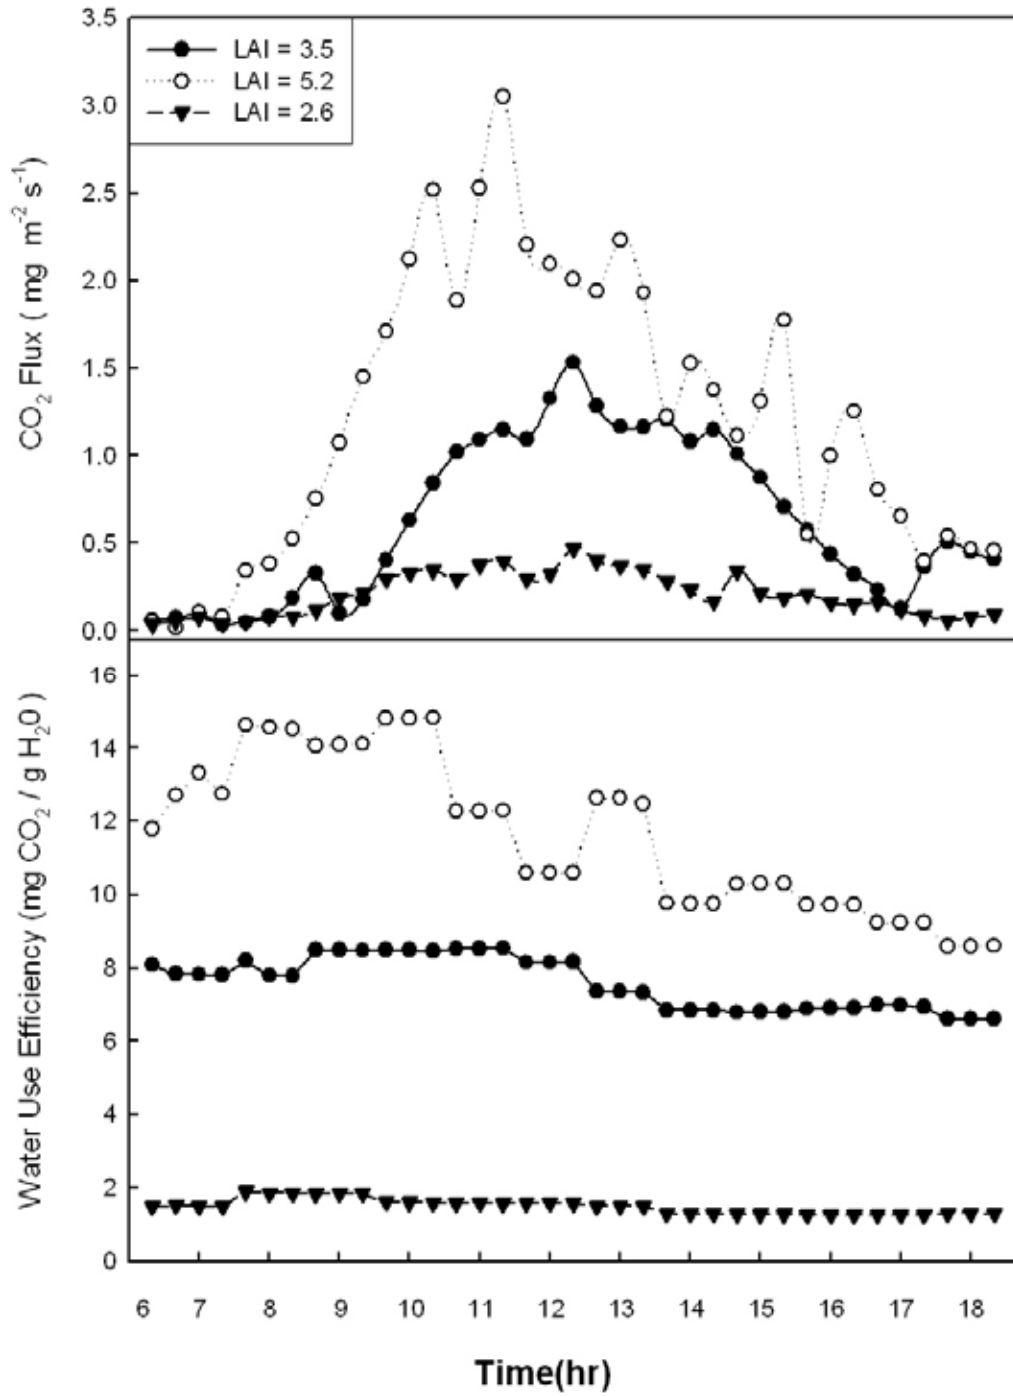 3.5
LAI = 3.5
LAI = 5.2
LAI = 2.6
3.0
2.5
2.0
1.5
1.0
0.5
0.0
CO2 Flux ( mg m-2 s-1)
16
14
12
10
8
6
4
2
0
Water Use Efficiency (mg CO2 / g H20 )
6 7 8 9 10 11 12 13 14 15 16 17 18
Time(hr)